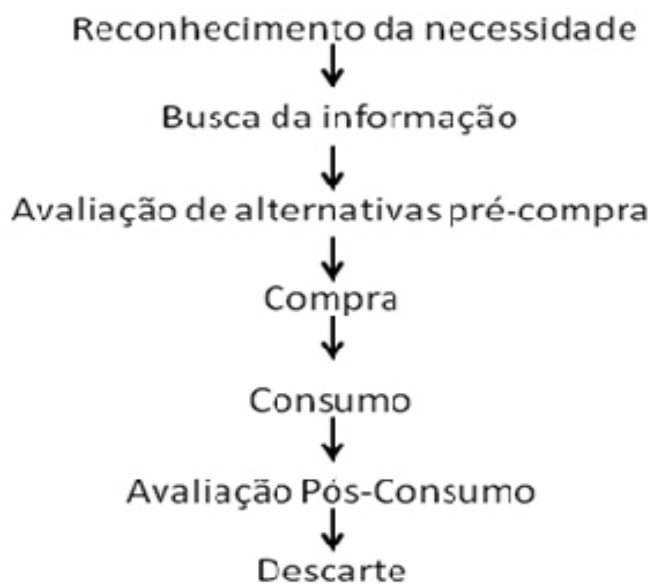 Reconhecimento da necessidade
Busca da informação
Avaliação de alternativas pré-compra
Compra
Consumo
Avaliação Pós-Consumo
Descarte